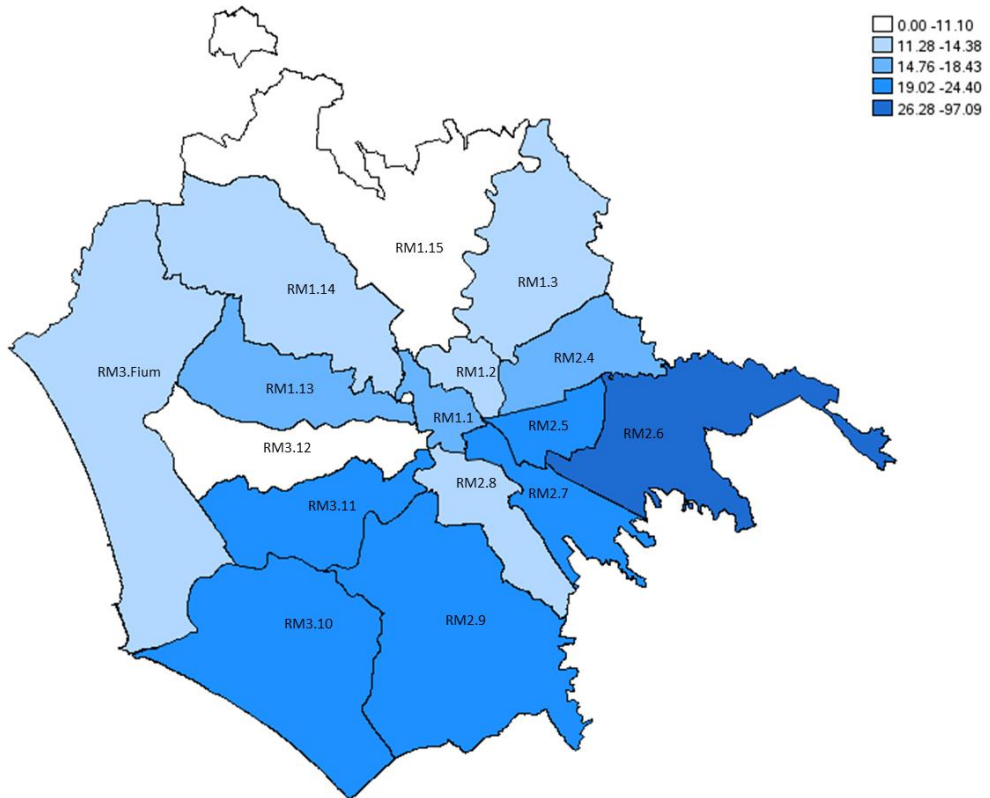 0.00 -11.10
11.28 -14.38
14.76 -18.43
19.02 -24.40
26.28 -97.09
RM1.15
RM1.3
RM1.14
RM2.4
RM3.Fium
RM1.2
RM1.13
RM1.1
RM2.5
RM2.6
RM3.12
RM2.8
RM2.7
RM3.11
RM2.9
RM3.10